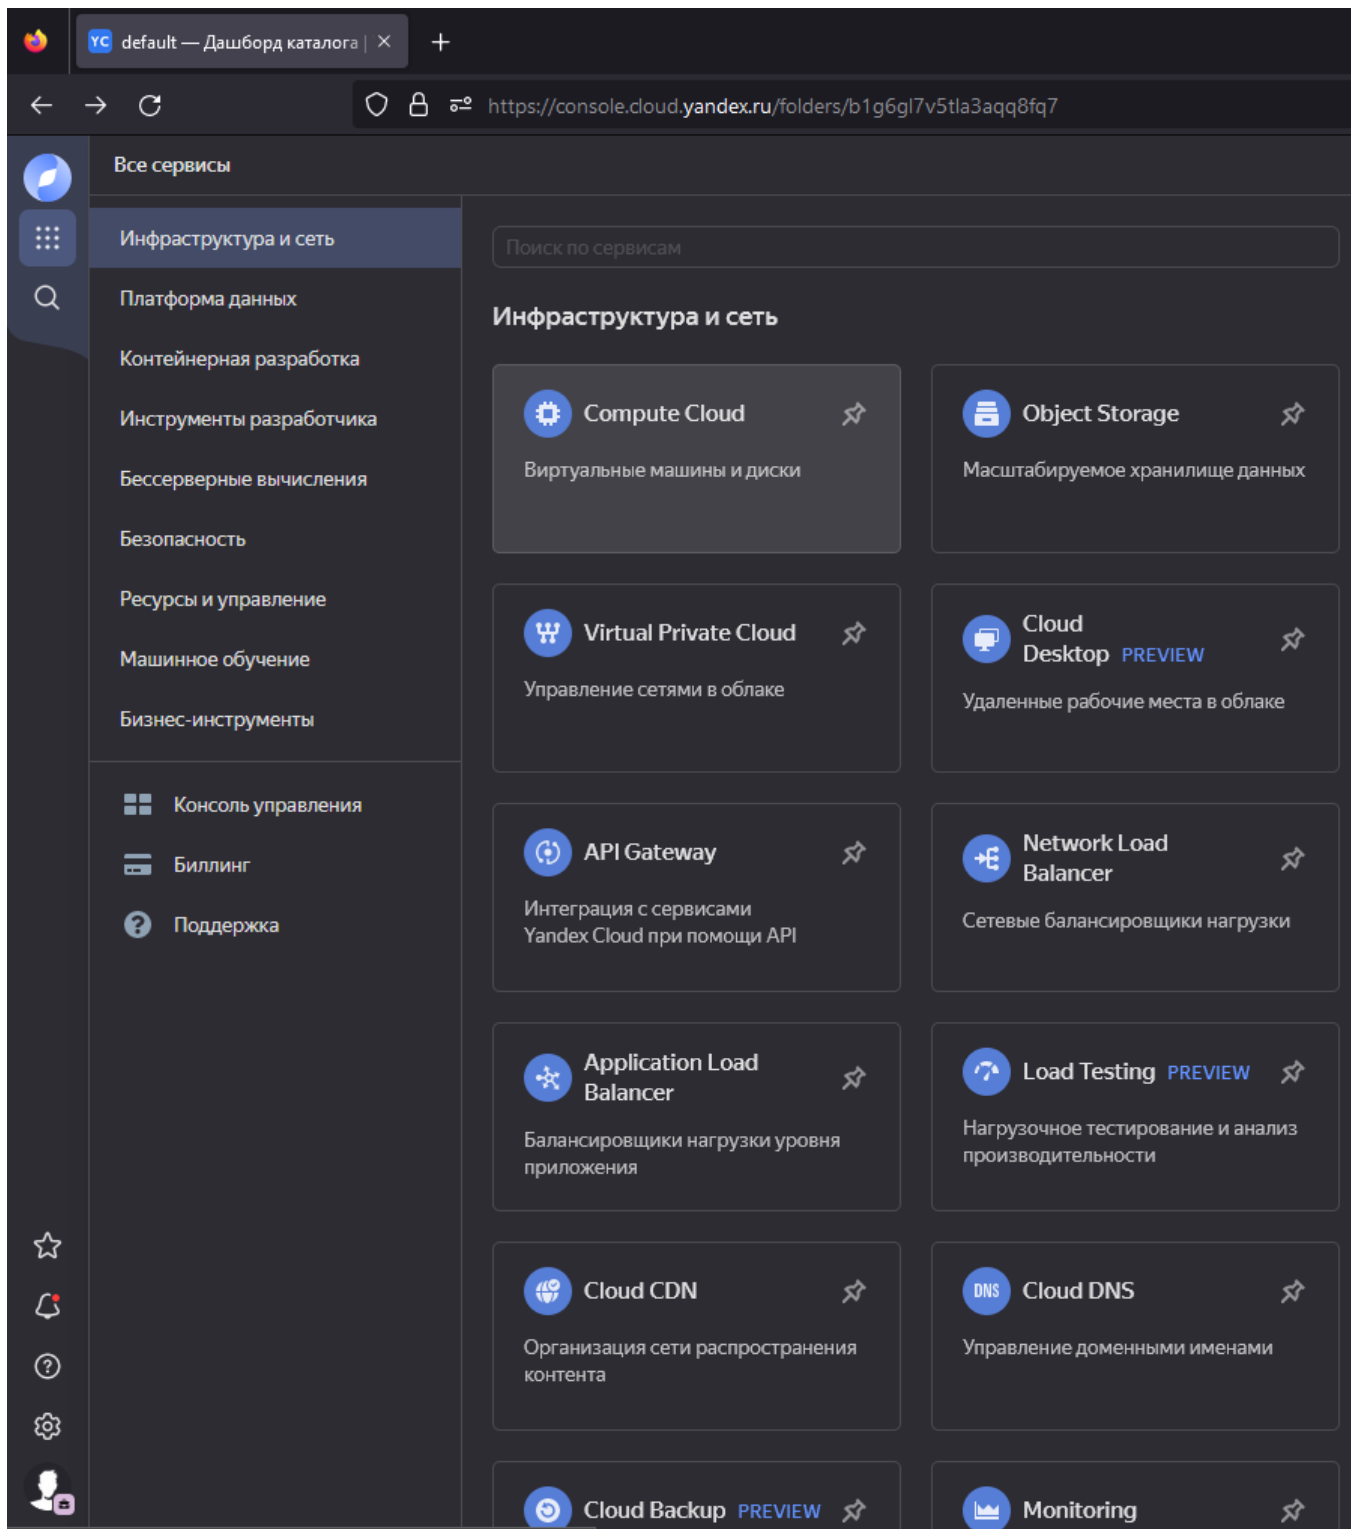 YC default — Дашборд каталога |
https://console.cloud.yandex.ru/folders/b1g6gl7v5tla3aqq8fq7
Все сервисы
Инфраструктура и сеть
Платформа данных
Контейнерная разработка
Инструменты разработчика
Бессерверные вычисления
Безопасность
Ресурсы и управление
Машинное обучение
Бизнес-инструменты
Консоль управления
Биллинг
Поддержка
Поиск по сервисам
Инфраструктура и сеть
Compute Cloud
Виртуальные машины и диски
Object Storage
Масштабируемое хранилище данных
Virtual Private Cloud
Управление сетями в облаке
Cloud
Desktop PREVIEW
Удаленные рабочие места в облаке
API Gateway
Интеграция с сервисами
Yandex Cloud при помощи API
Network Load
Balancer
Сетевые балансировщики нагрузки
Application Load
Balancer
Балансировщики нагрузки уровня
приложения
Load Testing PREVIEW
Нагрузочное тестирование и анализ
производительности
Cloud CDN
Организация сети распространения
контента
DNS Cloud DNS
Управление доменными именами
Cloud Backup PREVIEW
Monitoring